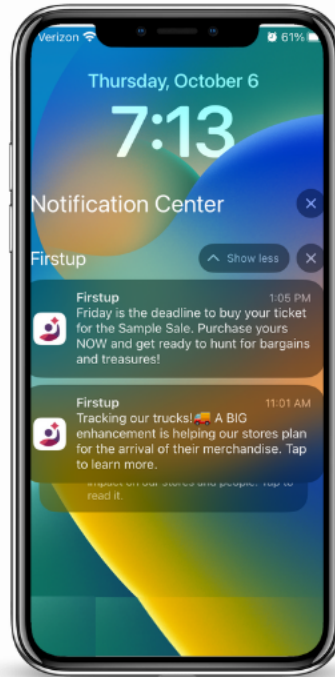 Verizon 61%
Thursday, October 6
7:13
Notification Center
Firstup Show less
Firstup 1:05 PM
Friday is the deadline to buy your ticket
for the Sample Sale. Purchase yours
NOW and get ready to hunt for bargains
and treasures!
Firstup 11:01 AM
Tracking our trucks!🚚 A BIG
enhancement is helping our stores plan
for the arrival of their merchandise. Tap
to learn more.
impact on our stores and people. Tap to
read it.